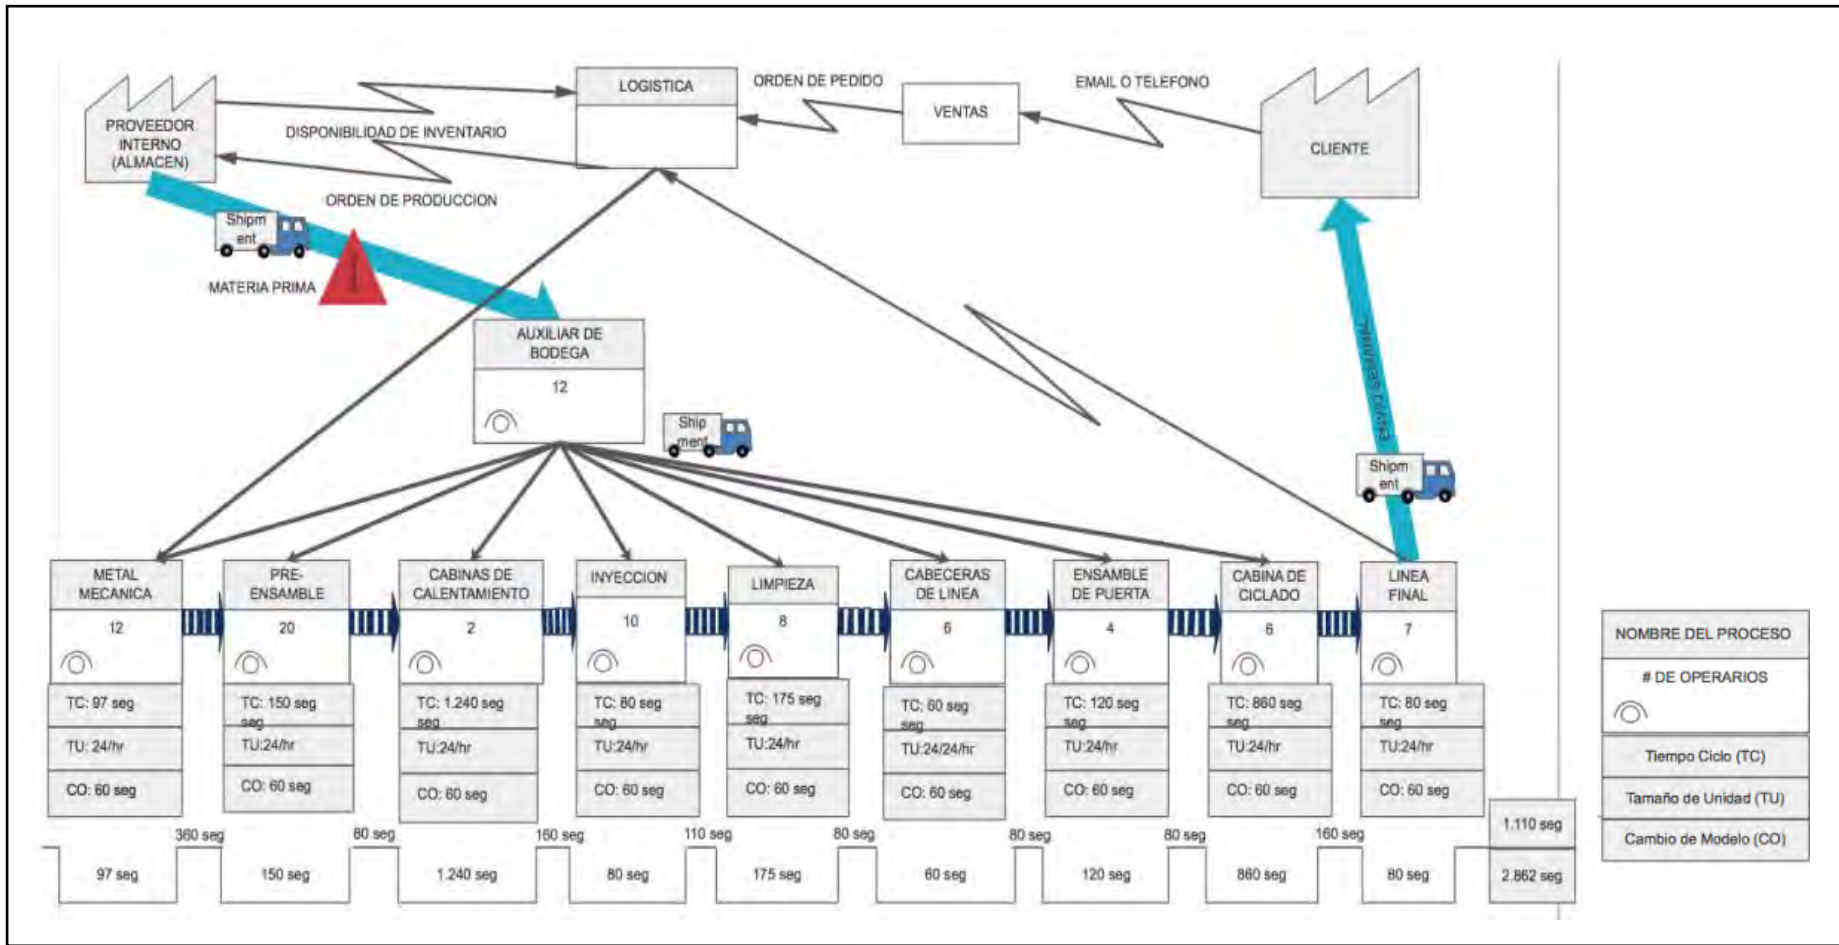 PROVEEDOR
INTERNO
(ALMACEN)
DISPONIBILIDAD DE INVENTARIO
ORDEN DE PRODUCCION
LOGISTICA
ORDEN DE PEDIDO
VENTAS
EMAIL O TELEFONO
CLIENTE
Shipm
ent
MATERIA PRIMA
AUXILIAR DE
BODEGA
12
Ship
ment
Shipm
ent
METAL
MECANICA
12
TC: 97 seg
TU: 24/hr
CO: 60 seg
PRE-
ENSAMBLE
20
TC: 150 seg
seg
TU:24/hr
CO: 60 seg
CABINAS DE
CALENTAMIENTO
2
TC: 1.240 seg
seg
TU:24/hr
CO: 60 seg
INYECCION
10
TC: 80 seg
seg
TU:24/hr
CO: 60 seg
LIMPIEZA
8
TC: 175 seg
seg
TU:24/hr
CO: 60 seg
CABECERAS
DE LINEA
6
TC: 60 seg
seg
TU:24/24/hr
CO: 60 seg
ENSAMBLE
DE PUERTA
4
TC: 120 seg
seg
TU: 24/hr
CO: 60 seg
CABINA DE
CICLADO
6
TC: 860 seg
seg
TU: 24/hr
CO: 60 seg
LINEA
FINAL
7
TC: 80 seg
seg
TU: 24/hr
CO: 60 seg
360 seg
80 seg
160 seg
110 seg
80 seg
80 seg
80 seg
160 seg
1.110 seg
97 seg
150 seg
1.240 seg
80 seg
175 seg
60 seg
120 seg
860 seg
80 seg
2.862 seg
NOMBRE DEL PROCESO
# DE OPERARIOS
Tiempo Ciclo (TC)
Tamaño de Unidad (TU)
Cambio de Modelo (CO)